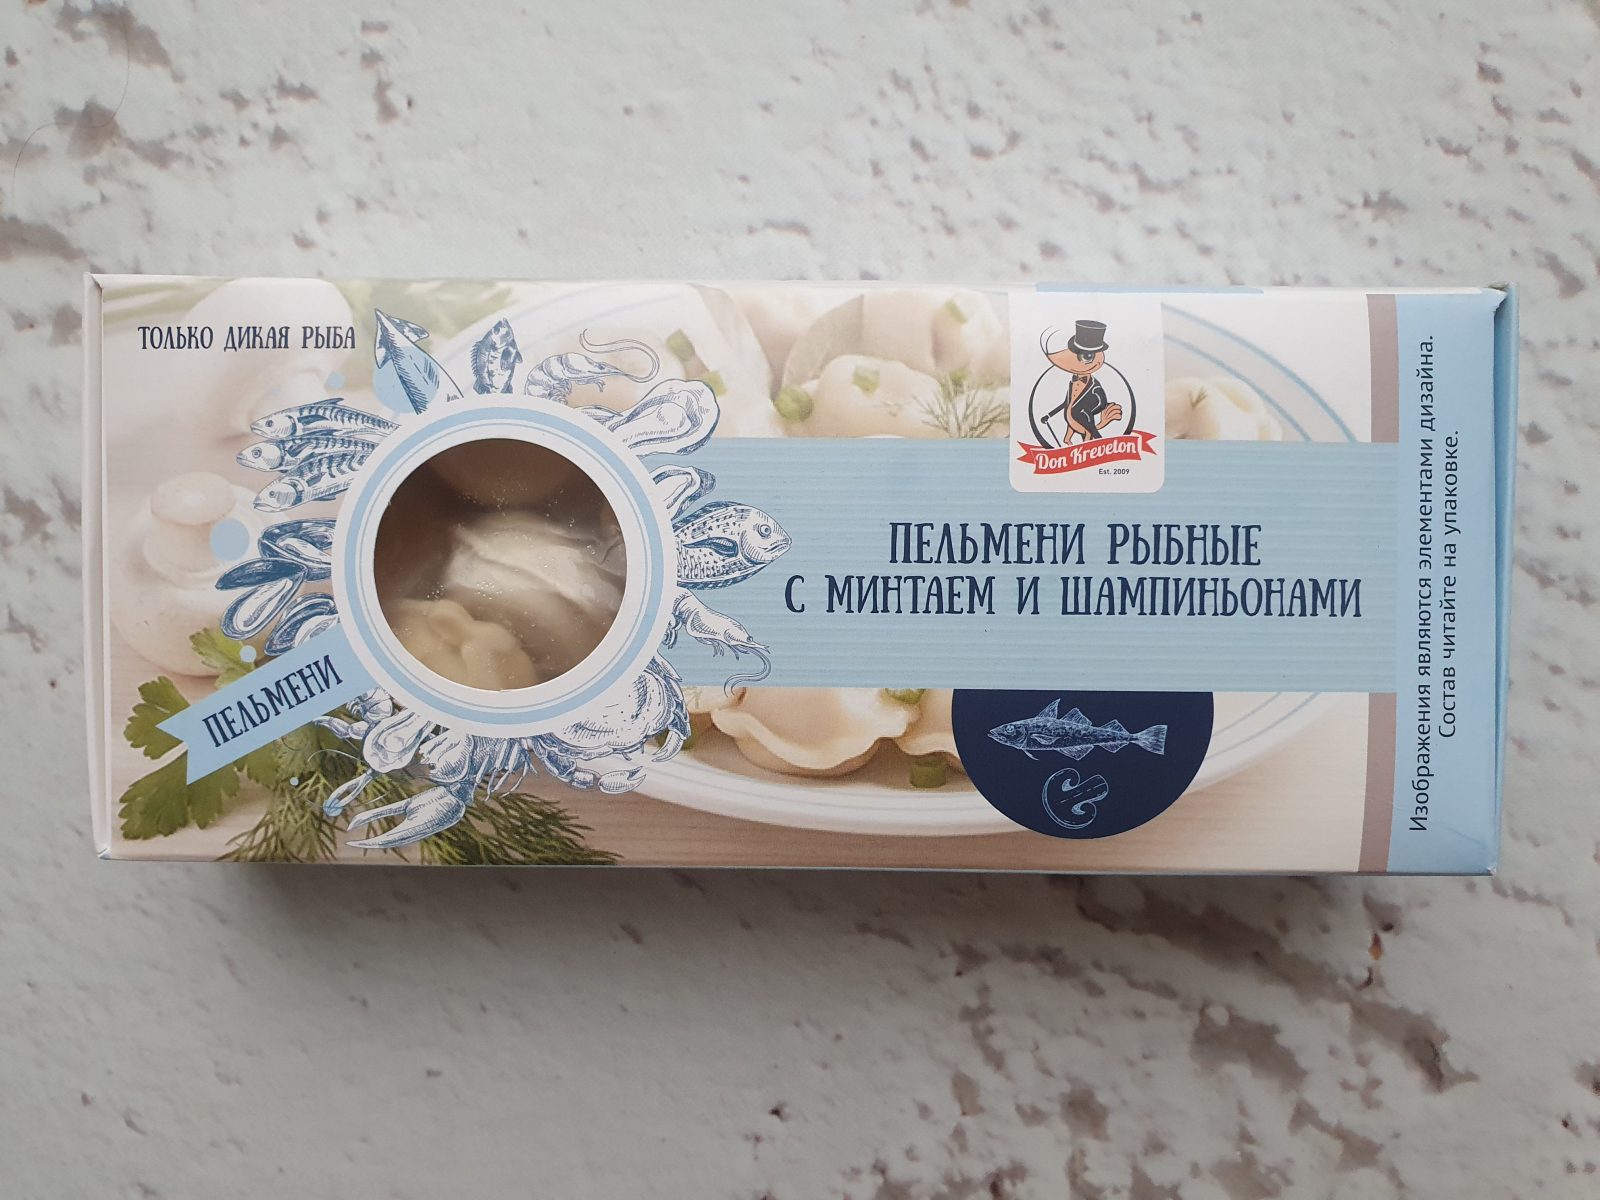 ТОЛЬКО ДИКАЯ РЫБА
Don Kreveton
Est. 2009
ПЕЛЬМЕНИ РЫБНЫЕ
С МИНТАЕМ И ШАМПИНЬОНАМИ
ПЕЛЬМЕНИ
Изображения являются элементами дизайна.
Состав читайте на упаковке.